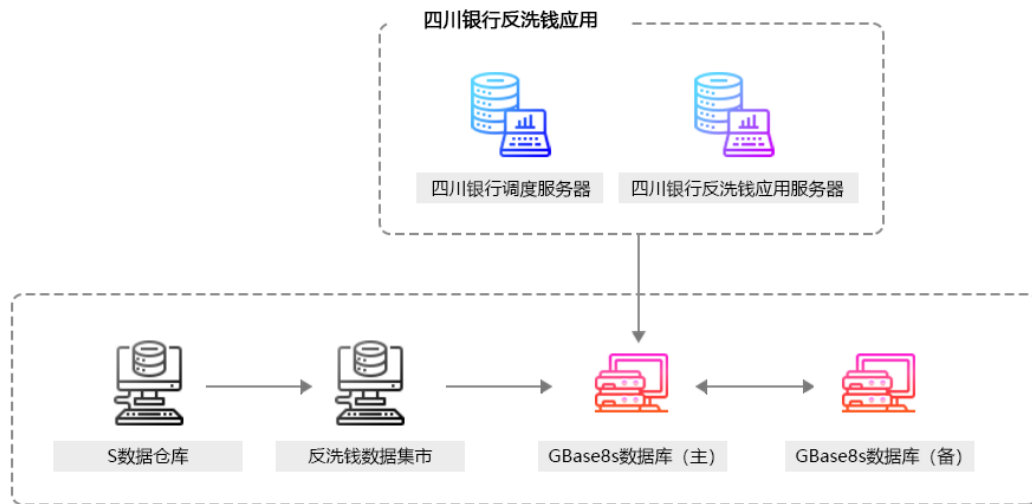 四川银行反洗钱应用
四川银行调度服务器
四川银行反洗钱应用服务器
S数据仓库
反洗钱数据集市
GBase8s数据库（主）
GBase8s数据库（备）